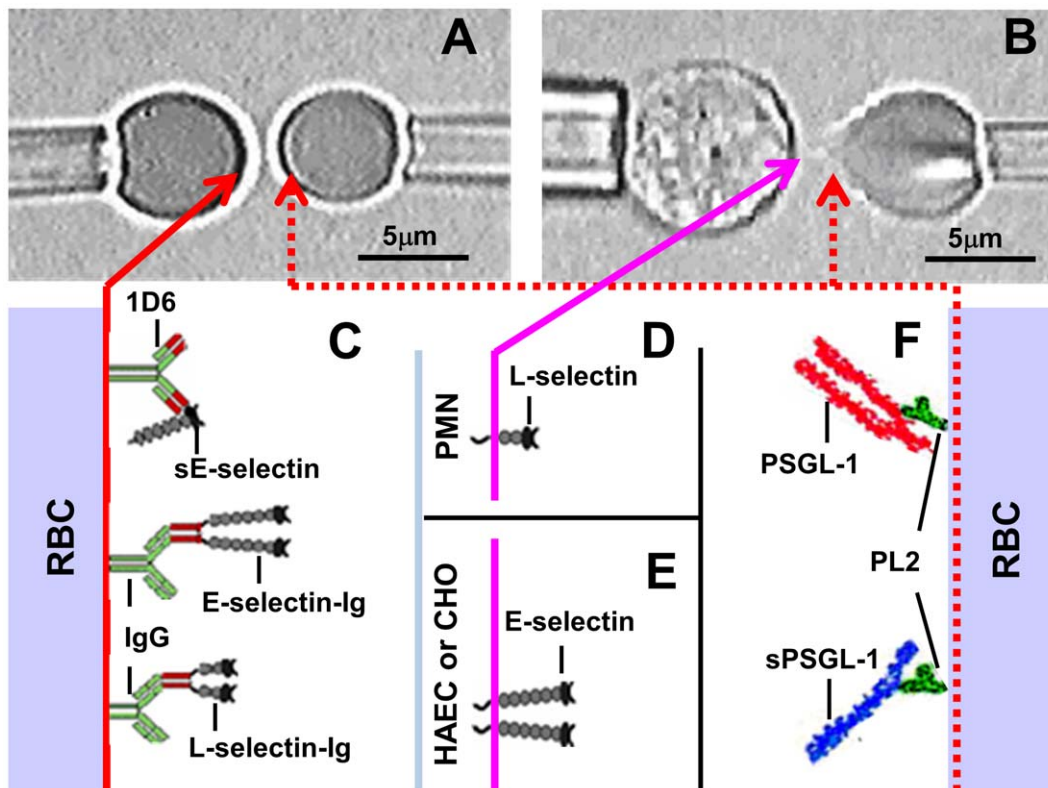 A
B
5μm
5μm
1D6
C
D
F
L-selectin
PMN
sE-selectin
PSGL-1
RBC
E-selectin-Ig
E
PL2
RBC
IgG
HAEC or CHO
E-selectin
sPSGL-1
L-selectin-Ig